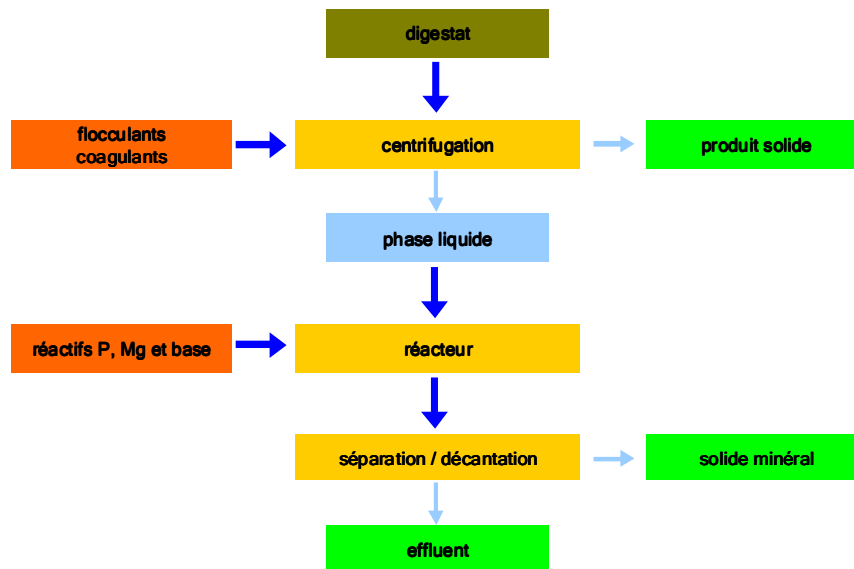 digestat
flocculants
coagulants
centrifugation
produit solide
phase liquide
réactifs P, Mg et base
réacteur
séparation / décantation
solide minéral
effluent